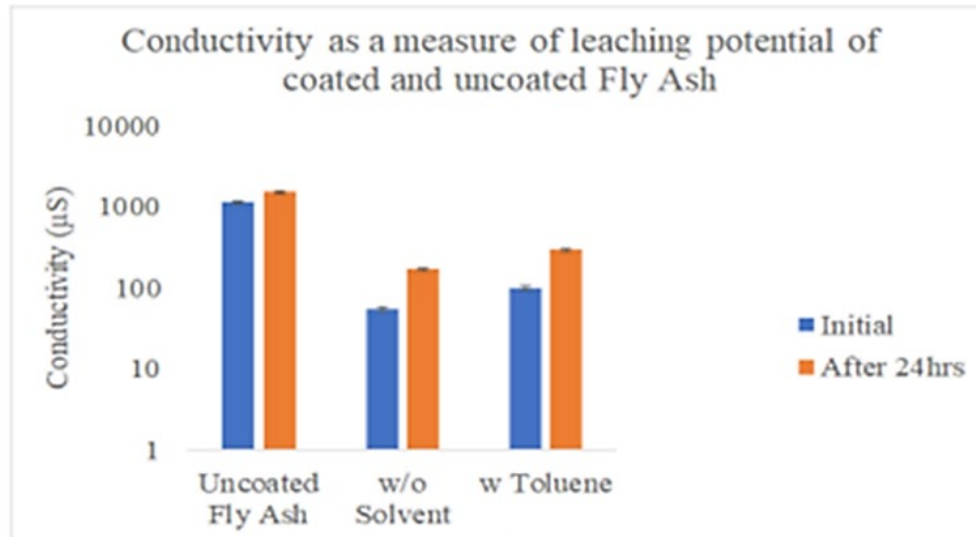 Conductivity as a measure of leaching potential of
coated and uncoated Fly Ash
10000
1000
100
10
1
Conductivity (µS)
Uncoated
Fly Ash
w/o
Solvent
w Toluene
Initial
After 24hrs